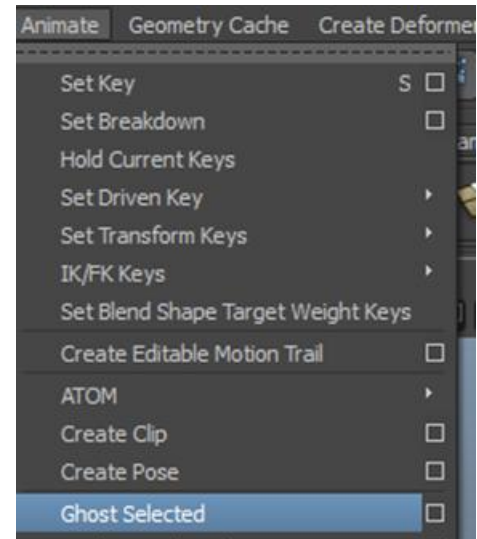 Animate Geometry Cache Create Deformer
Set Key S
Set Breakdown
Hold Current Keys
Set Driven Key
Set Transform Keys
IK/FK Keys
Set Blend Shape Target Weight Keys
Create Editable Motion Trail
ATOM
Create Clip
Create Pose
Ghost Selected